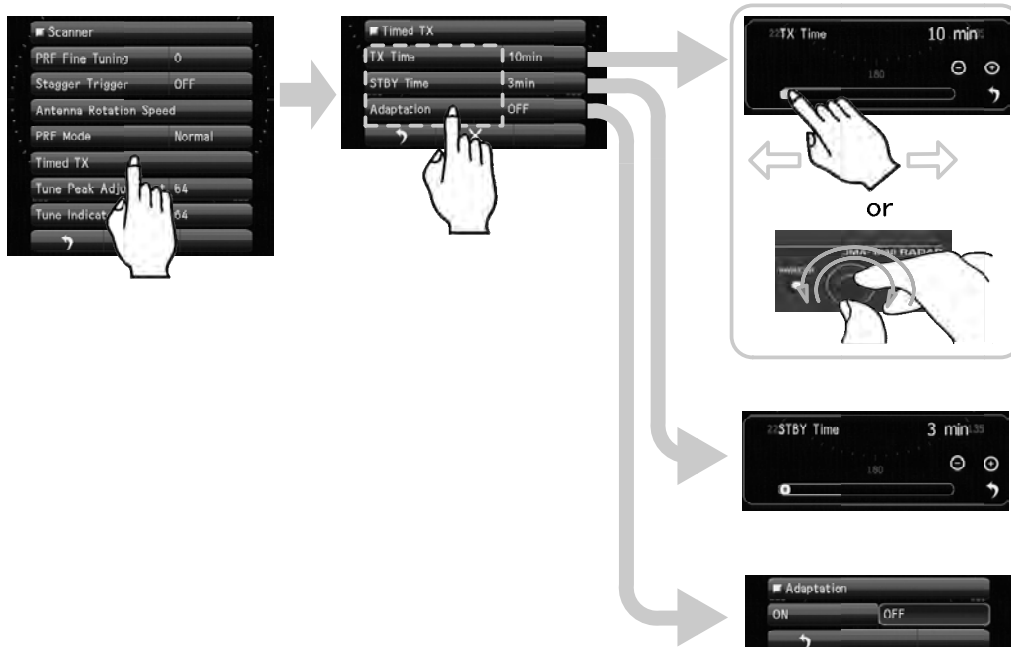 Scanner
PRF Fine Tuning 0
Stagger Trigger OFF
Antenna Rotation Speed
PRF Mode Normal
Timed TX
Tune Peak 64
Tune 64
Timed TX
TX Time 10min
STBY Time 3min
Adaptation OFF
TX Time 10 min
180
or
RADAR
STBY Time 3 min
180
Adaptation
ON OFF